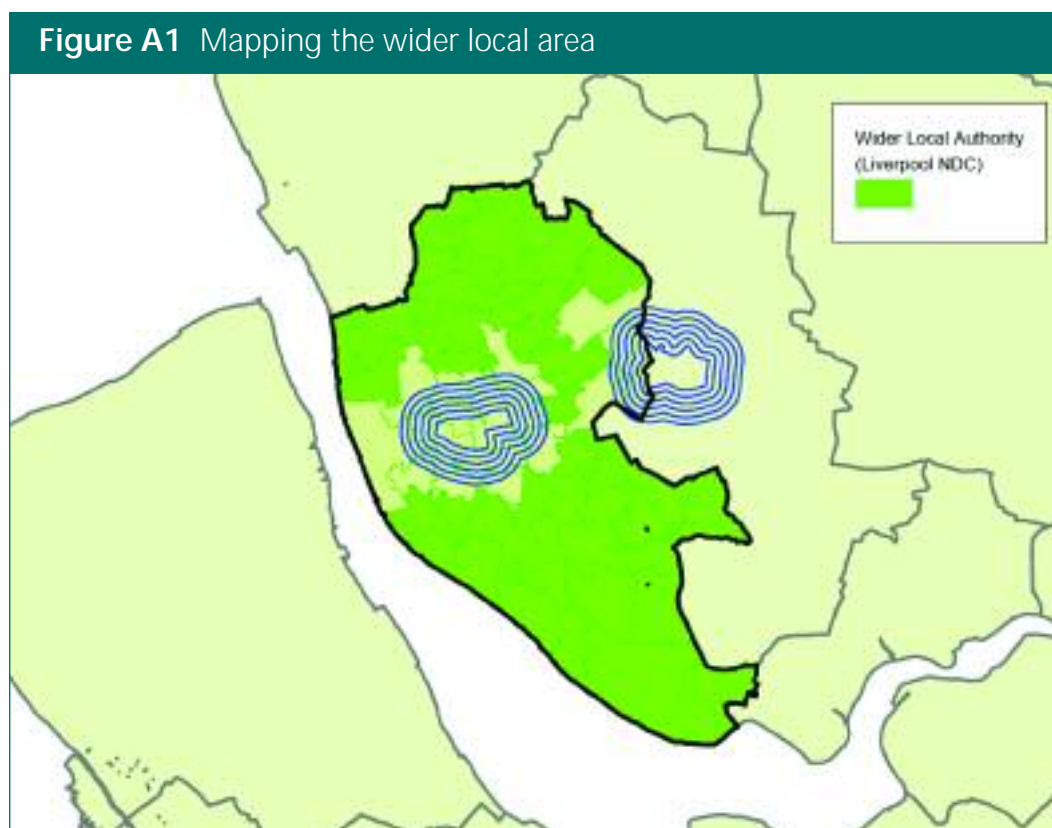 Figure A1 Mapping the wider local area
Wider Local Authority
(Liverpool NDC)